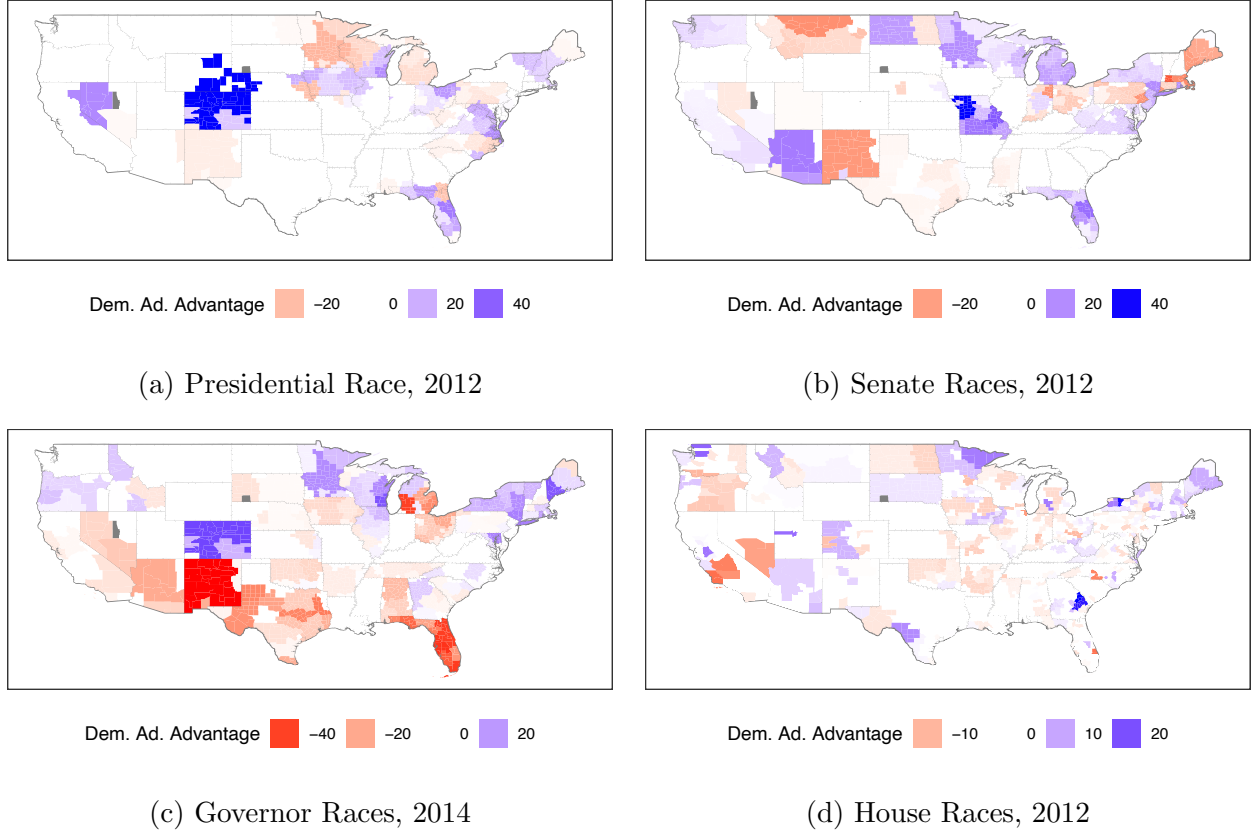 Dem. Ad. Advantage −20 0 20 40
Dem. Ad. Advantage −20 0 20 40
(a) Presidential Race, 2012
(b) Senate Races, 2012
Dem. Ad. Advantage −40 −20 0 20
Dem. Ad. Advantage −10 0 10 20
(c) Governor Races, 2014
(d) House Races, 2012